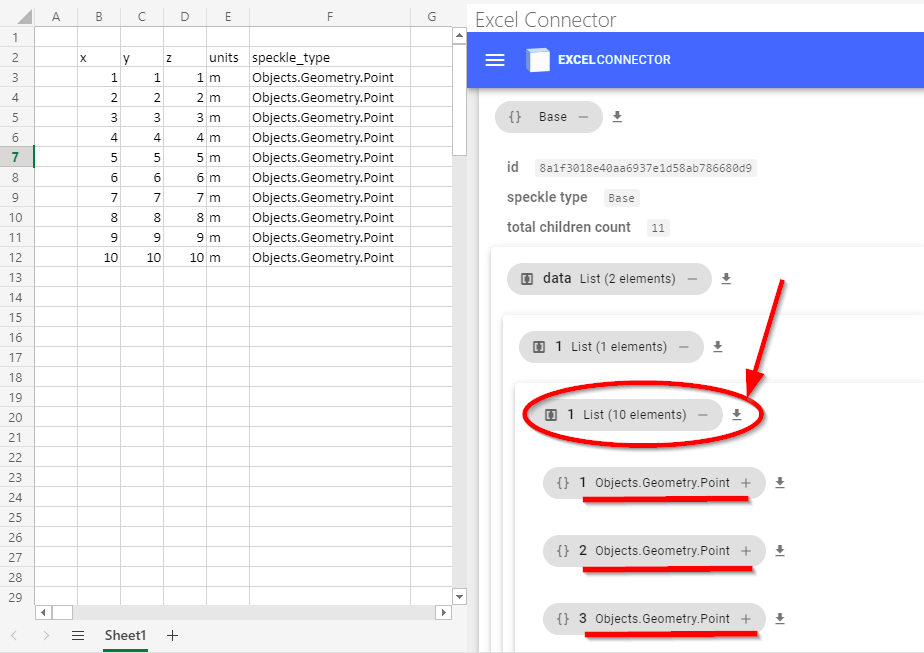 A B C D E F G
1
2 x y z units speckle_type
3 1 1 1 m Objects.Geometry.Point
4 2 2 2 m Objects.Geometry.Point
5 3 3 3 m Objects.Geometry.Point
6 4 4 4 m Objects.Geometry.Point
7 5 5 5 m Objects.Geometry.Point
8 6 6 6 m Objects.Geometry.Point
9 7 7 7 m Objects.Geometry.Point
10 8 8 8 m Objects.Geometry.Point
11 9 9 9 m Objects.Geometry.Point
12 10 10 10 m Objects.Geometry.Point
13
14
15
16
17
18
19
20
21
22
23
24
25
26
27
28
29
Sheet1 +
Excel Connector
EXCELCONNECTOR
{} Base −
id 8a1f3018e40aa6937e1d58ab786680d9
speckle type Base
total children count 11
data List (2 elements) −
1 List (1 elements) −
1 List (10 elements) −
{} 1 Objects.Geometry.Point +
{} 2 Objects.Geometry.Point +
{} 3 Objects.Geometry.Point +